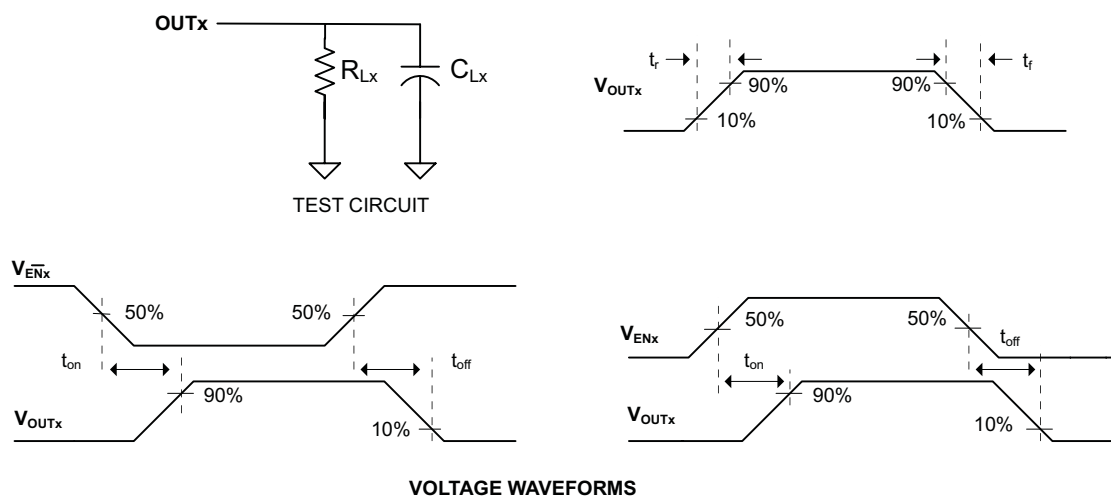 OUTx
RLx
CLx
TEST CIRCUIT
tr
tf
VOUTx
90%
90%
10%
10%
VE̅N̅x
50%
50%
ton
toff
VOUTx
90%
10%
VENx
50%
50%
ton
toff
VOUTx
90%
10%
VOLTAGE WAVEFORMS